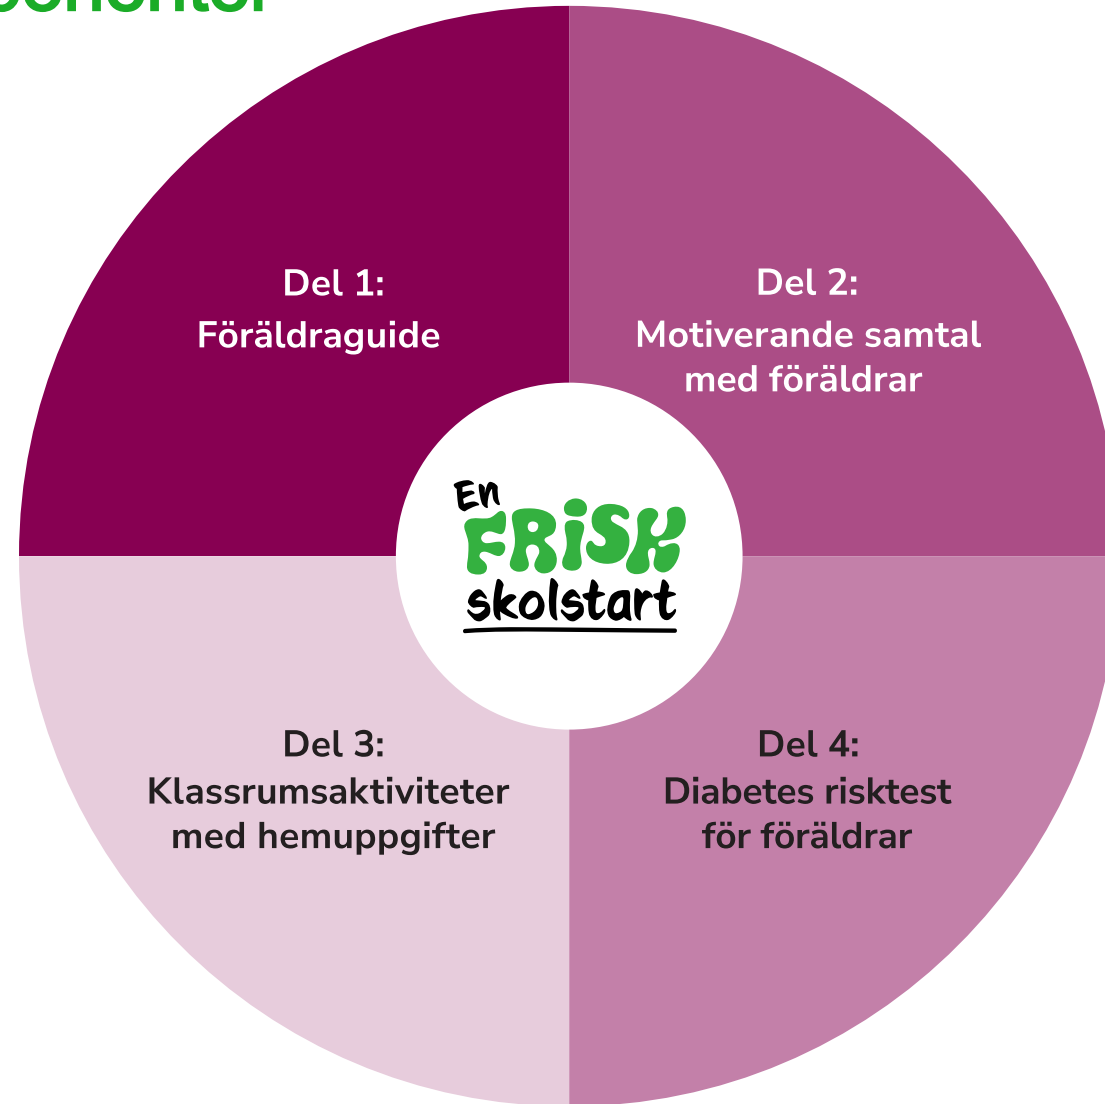 Del 1:
Föräldraguide
Del 2:
Motiverande samtal
med föräldrar
En
FRISK
skolstart
Del 3:
Klassrumsaktiviteter
med hemuppgifter
Del 4:
Diabetes risktest
för föräldrar